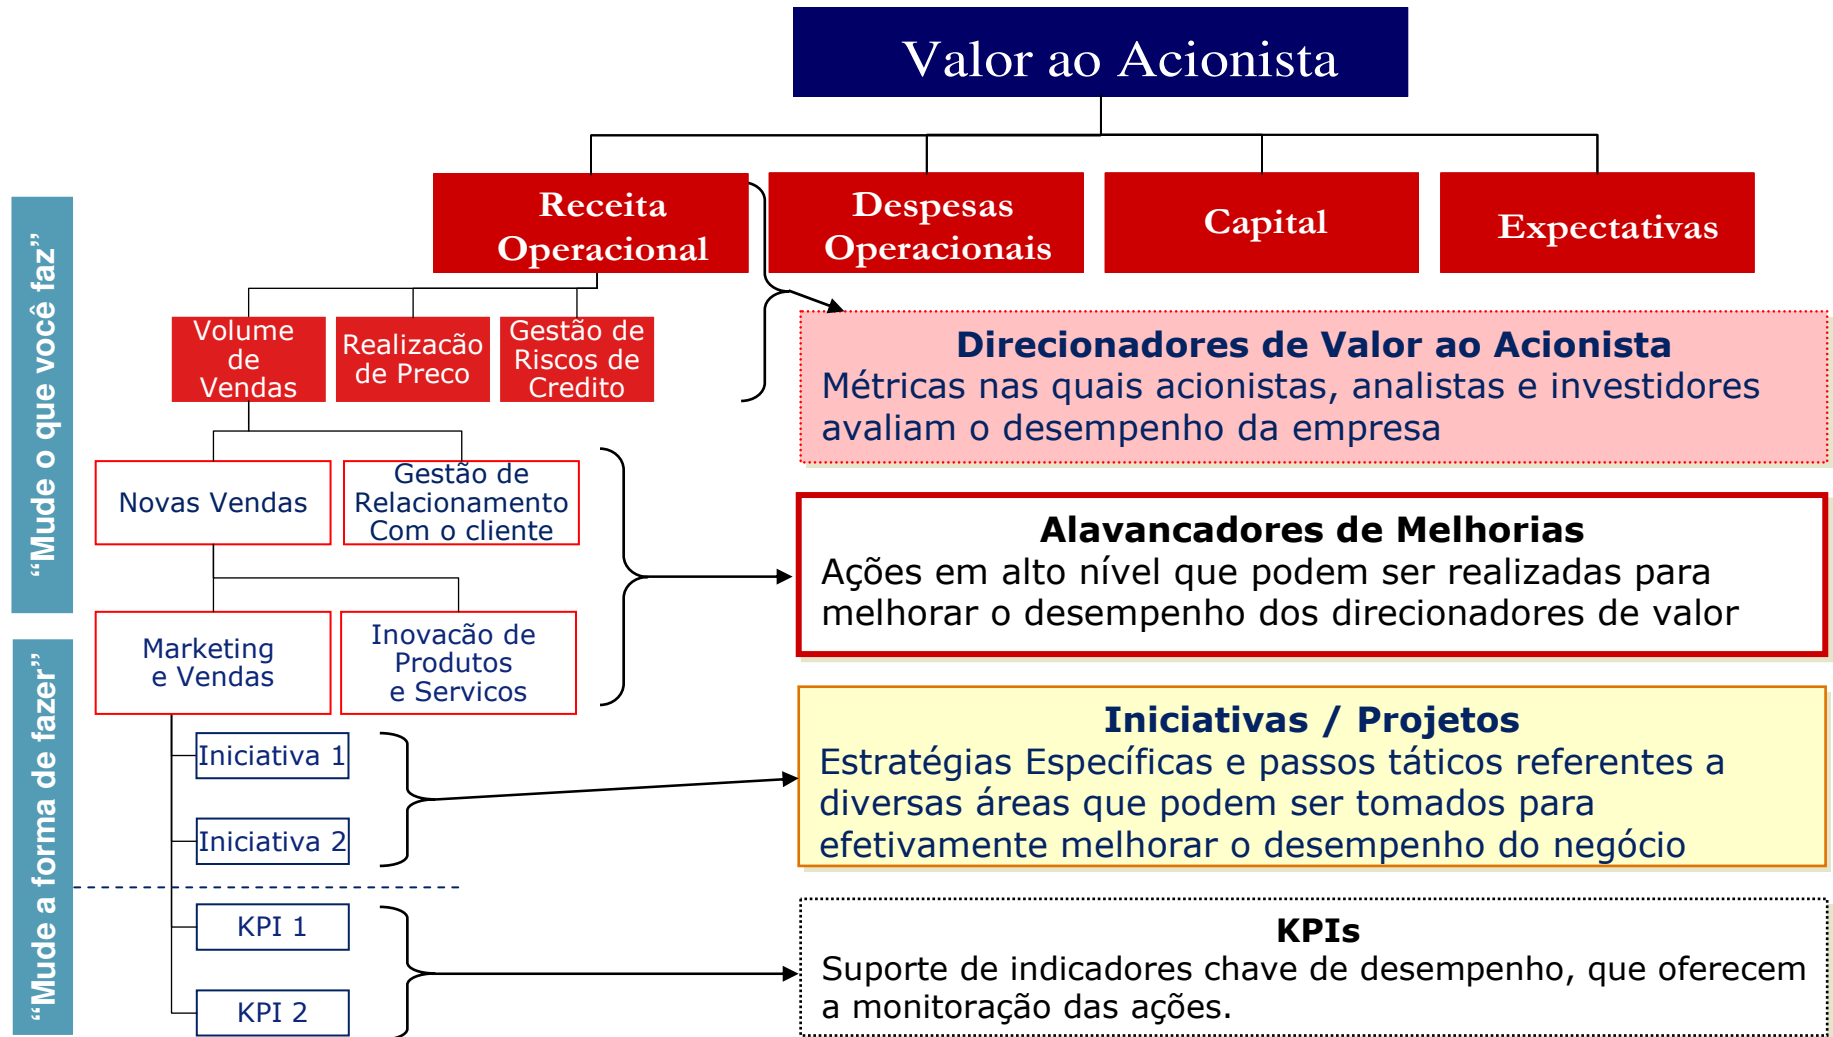 Valor ao Acionista
Receita
Operacional
Despesas
Operacionais
Capital
Expectativas
“Mude o que você faz”
Volume
de
Vendas
Realizacão
de Preco
Gestão de
Riscos de
Credito
Direcionadores de Valor ao Acionista
Métricas nas quais acionistas, analistas e investidores
avaliam o desempenho da empresa
Novas Vendas
Gestão de
Relacionamento
Com o cliente
Alavancadores de Melhorias
Ações em alto nível que podem ser realizadas para
melhorar o desempenho dos direcionadores de valor
“Mude a forma de fazer”
Marketing
e Vendas
Inovacão de
Produtos
e Servicos
Iniciativa 1
Iniciativa 2
Iniciativas / Projetos
Estratégias Específicas e passos táticos referentes a
diversas áreas que podem ser tomados para
efetivamente melhorar o desempenho do negócio
KPI 1
KPI 2
KPIs
Suporte de indicadores chave de desempenho, que oferecem
a monitoração das ações.